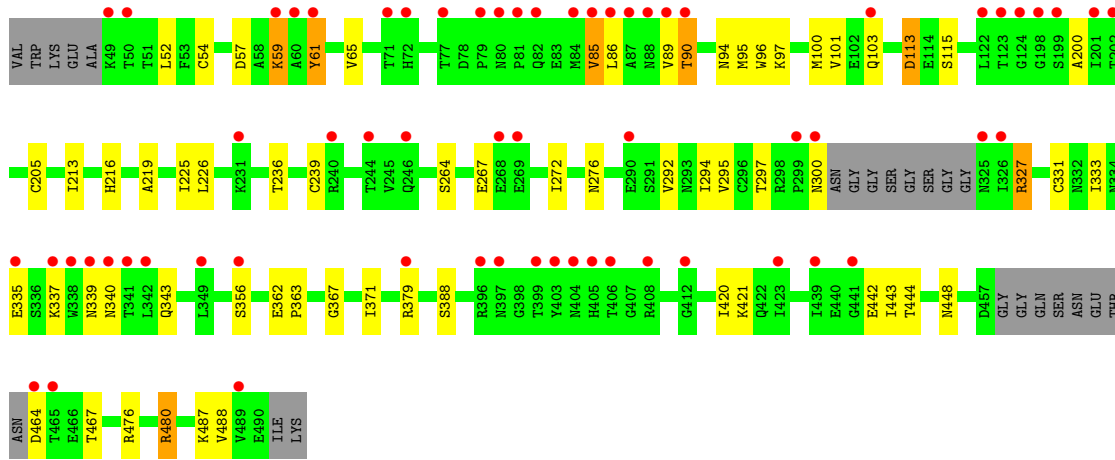 VAL TRP LYS GLU ALA K49 T50 T51 L52 F53 C54 D57 A58 K59 A60 Y61 V65 T71 H72 T77 D78 P79 N80 P81 Q82 E83 M84 V85 L86 A87 N88 V89 T90 N94 M95 W96 K97 M100 V101 E102 Q103 D113 E114 S115 L122 T123 G124 G198 S199 A200 I201 T202
C205 I213 H216 A219 I225 L226 K231 T236 C239 R240 T244 V245 Q246 S264 E267 E268 E269 I272 N276 E290 S291 V292 N293 I294 V295 C296 T297 R298 P299 N300 ASN GLY GLY SER GLY SER GLY GLY N325 I326 R327 C331 N332 I333 N334
E335 S336 K337 W338 N339 N340 T341 L342 Q343 L349 S356 E362 P363 G367 I371 R379 S388 R396 N397 G398 T399 Y403 N404 H405 T406 G407 R408 G412 I420 K421 Q422 I423 I439 E440 G441 E442 I443 T444 N448 D457 GLY GLY GLN SER ASN GLU THR
ASN D464 T465 E466 T467 R476 R480 K487 V488 V489 E490 ILE LYS